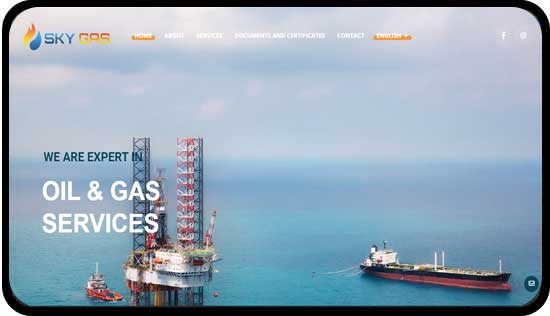 SKY GAS
HOME ABOUT SERVICES DOCUMENTS AND CERTIFICATES CONTACT ENGLISH
WE ARE EXPERT IN
OIL & GAS
SERVICES